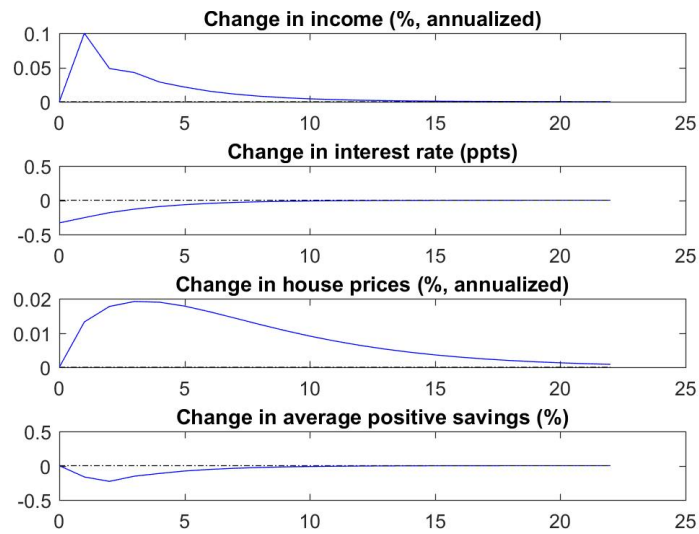 Change in income (%, annualized)
0.1
0.05
0
0 5 10 15 20 25
Change in interest rate (ppts)
0.5
0
-0.5
0 5 10 15 20 25
Change in house prices (%, annualized)
0.02
0.01
0
0 5 10 15 20 25
Change in average positive savings (%)
0.5
0
-0.5
0 5 10 15 20 25